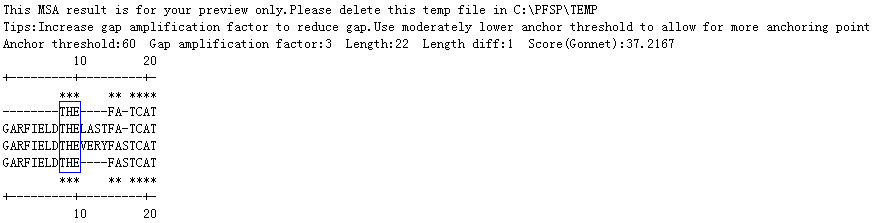 This MSA result is for your preview only.Please delete this temp file in C:\PFSP\TEMP
Tips:Increase gap amplification factor to reduce gap.Use moderately lower anchor threshold to allow for more anchoring point
Anchor threshold:60  Gap amplification factor:3  Length:22  Length diff:1  Score(Gonnet):37.2167
          10        20
+---------+---------+-
        ***    ** ****
--------THE----FA-TCAT
GARFIELDTHELASTFA-TCAT
GARFIELDTHEVERYFASTCAT
GARFIELDTHE----FASTCAT
        ***    ** ****
+---------+---------+-
          10        20